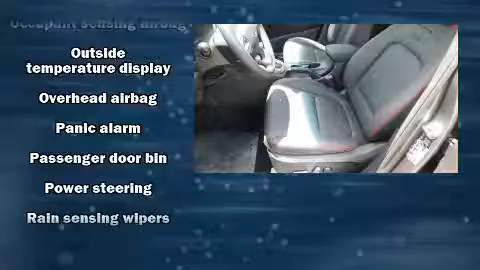 Occupant sensing airbag
Outside
temperature display
Overhead airbag
Panic alarm
Passenger door bin
Power steering
Rain sensing wipers